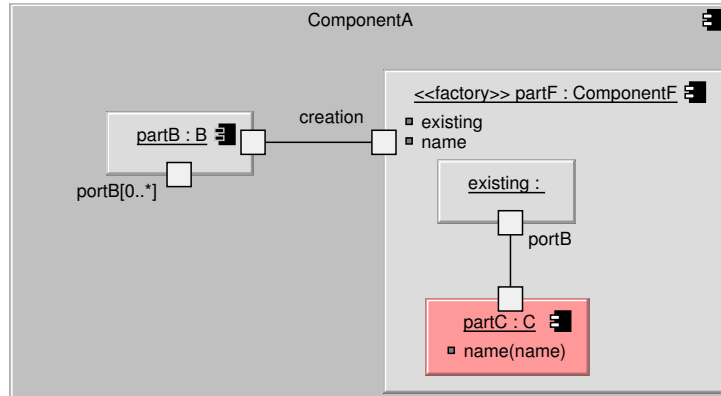 ComponentA
<<factory>> partF : ComponentF
existing
name
creation
partB : B
portB[0..*]
existing :
portB
partC : C
name(name)